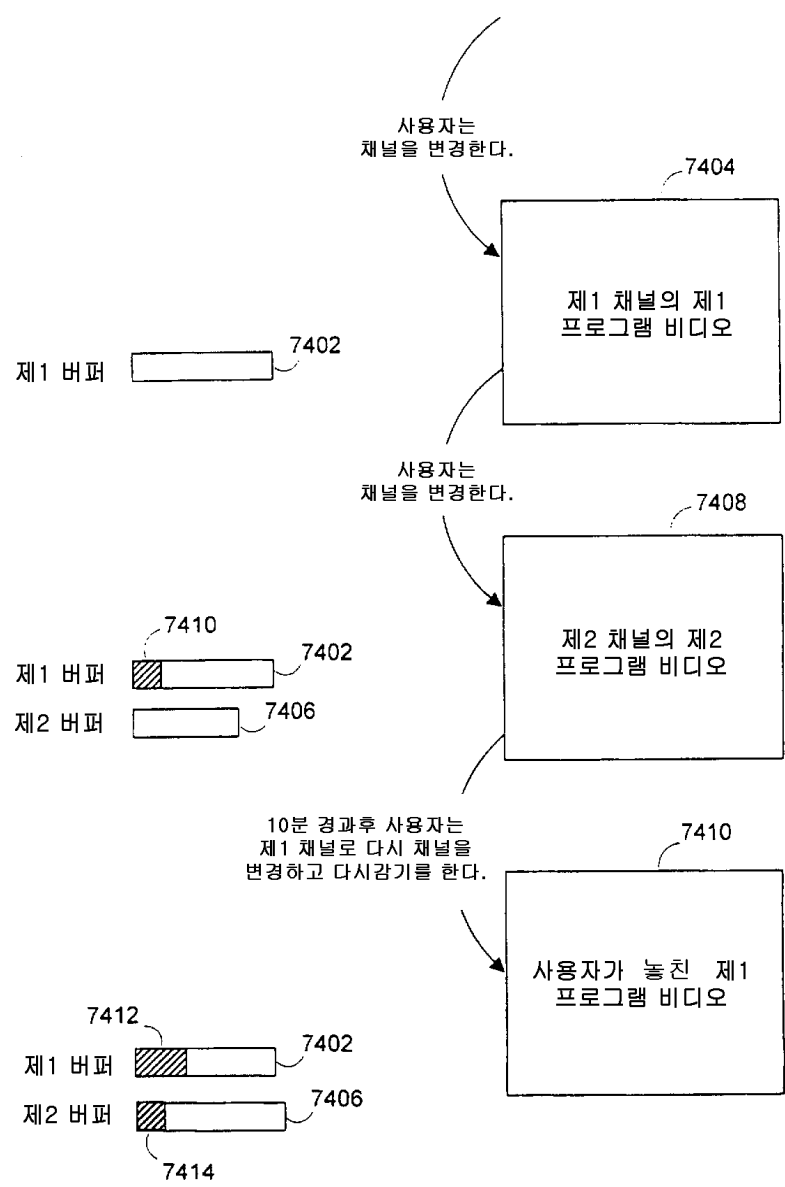 사용자는
채널을 변경한다.
7404
제1 채널의 제1
프로그램 비디오
제1 버퍼
7402
사용자는
채널을 변경한다.
7408
제2 채널의 제2
프로그램 비디오
7410
제1 버퍼
7402
제2 버퍼
7406
10분 경과후 사용자는
제1 채널로 다시 채널을
변경하고 다시감기를 한다.
7410
사용자가 놓친 제1
프로그램 비디오
7412
제1 버퍼
7402
제2 버퍼
7406
7414